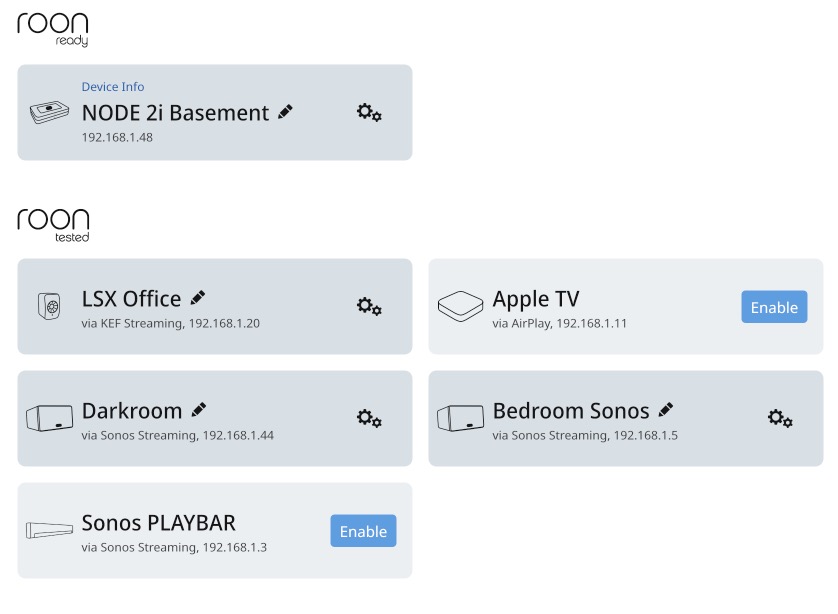 roon
ready
Device Info
NODE 2i Basement
192.168.1.48
roon
tested
LSX Office
via KEF Streaming, 192.168.1.20
Apple TV
via AirPlay, 192.168.1.11
Enable
Darkroom
via Sonos Streaming, 192.168.1.44
Bedroom Sonos
via Sonos Streaming, 192.168.1.5
Sonos PLAYBAR
via Sonos Streaming, 192.168.1.3
Enable